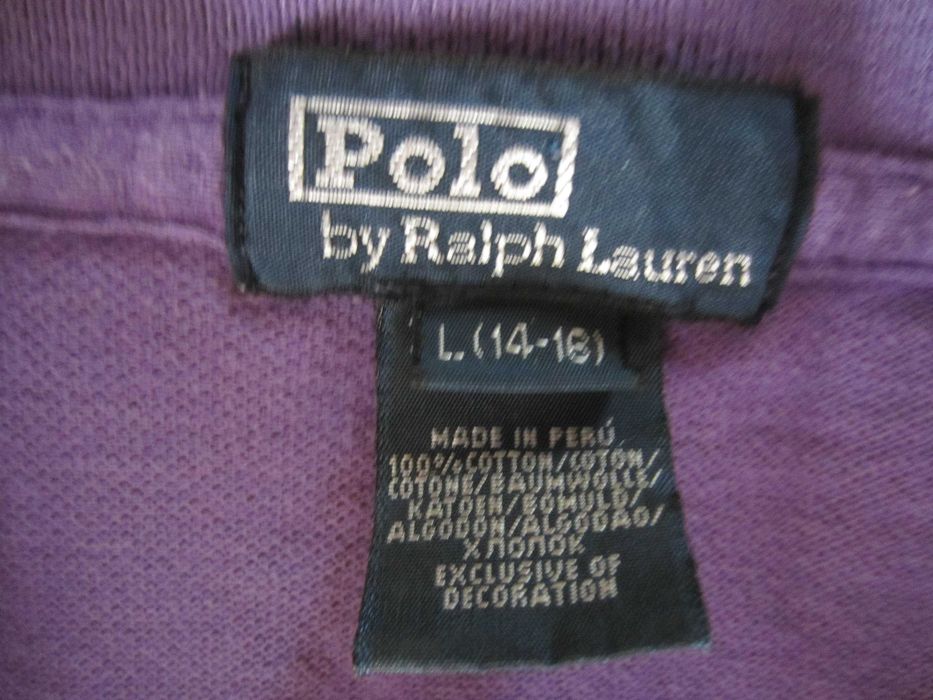 Polo
by Ralph Lauren
L (14-16)
MADE IN PERÚ
100% COTTON/COTON/
COTONE/BAUMWOLLE/
KATOEN/BOMULD/
ALGODON/ALGODAO/
ХЛОПОК
EXCLUSIVE OF
DECORATION